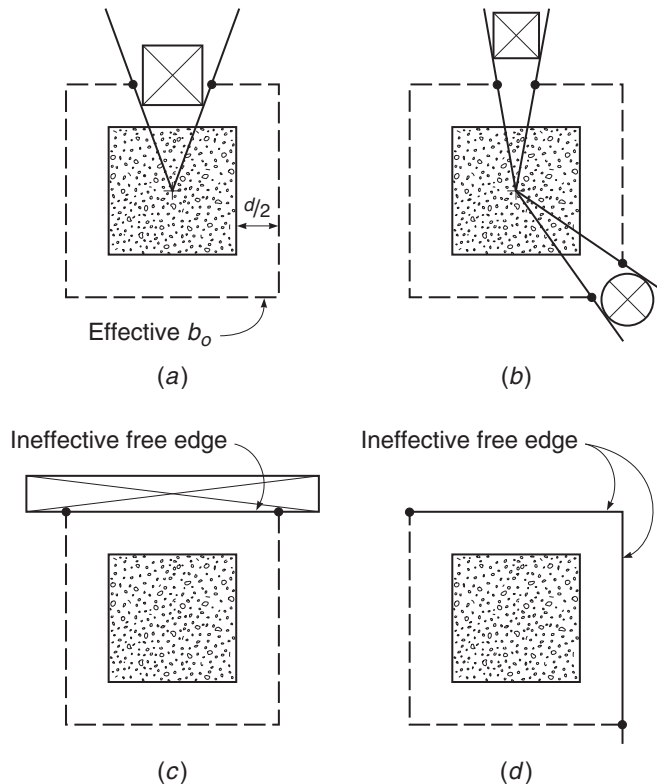 d/2
Effective b_o
(a)
(b)
Ineffective free edge
Ineffective free edge
(c)
(d)